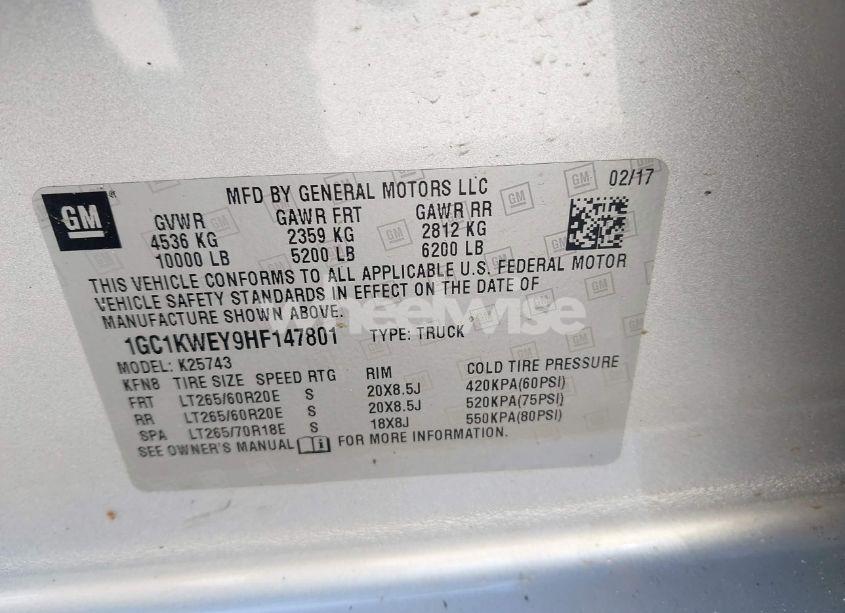 GM
MFD BY GENERAL MOTORS LLC
02/17
GVWR GAWR FRT GAWR RR
4536 KG 2359 KG 2812 KG
10000 LB 5200 LB 6200 LB
THIS VEHICLE CONFORMS TO ALL APPLICABLE U.S. FEDERAL MOTOR
VEHICLE SAFETY STANDARDS IN EFFECT ON THE DATE OF
MANUFACTURE SHOWN ABOVE.
1GC1KWEY9HF147801 TYPE: TRUCK
MODEL: K25743
KFN8 TIRE SIZE SPEED RTG RIM COLD TIRE PRESSURE
FRT LT265/60R20E S 20X8.5J 420KPA(60PSI)
RR LT265/60R20E S 20X8.5J 520KPA(75PSI)
SPA LT265/70R18E S 18X8J 550KPA(80PSI)
SEE OWNER'S MANUAL FOR MORE INFORMATION.
wheelwise